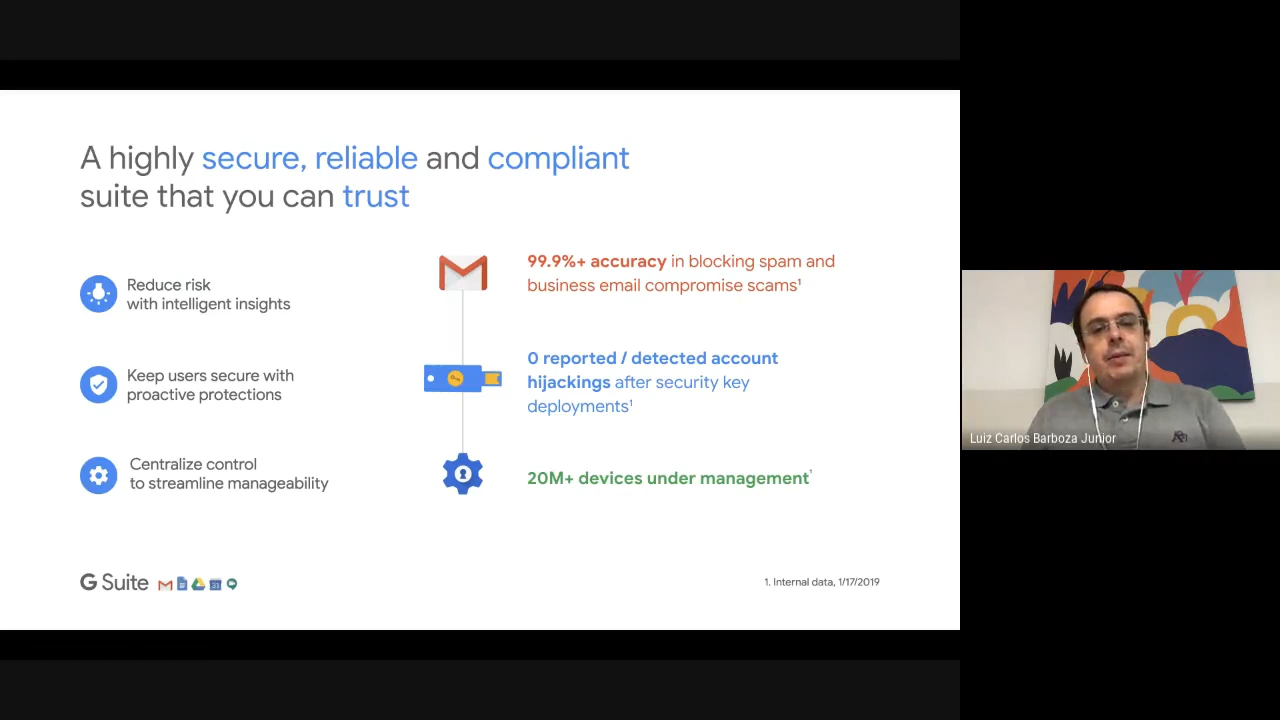 A highly secure, reliable and compliant
suite that you can trust
Reduce risk
with intelligent insights
Keep users secure with
proactive protections
Centralize control
to streamline manageability
99.9%+ accuracy in blocking spam and
business email compromise scams¹
0 reported / detected account
hijackings after security key
deployments¹
20M+ devices under management¹
G Suite
1. Internal data, 1/17/2019
Luiz Carlos Barboza Junior